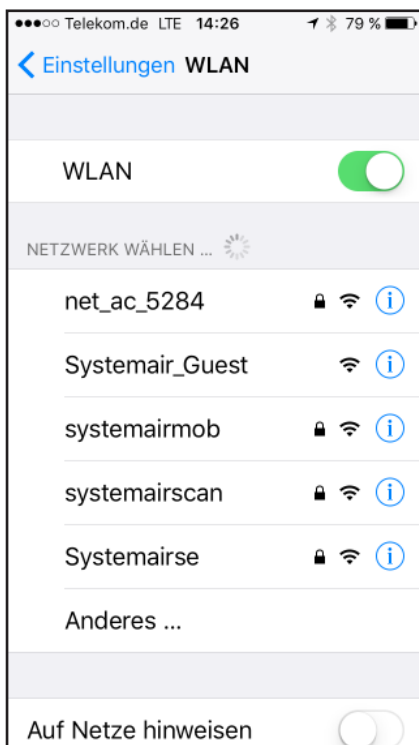 Telekom.de LTE 14:26 79 %
Einstellungen WLAN
WLAN
NETZWERK WÄHLEN ...
net_ac_5284
Systemair_Guest
systemairmob
systemairscan
Systemairse
Anderes ...
Auf Netze hinweisen